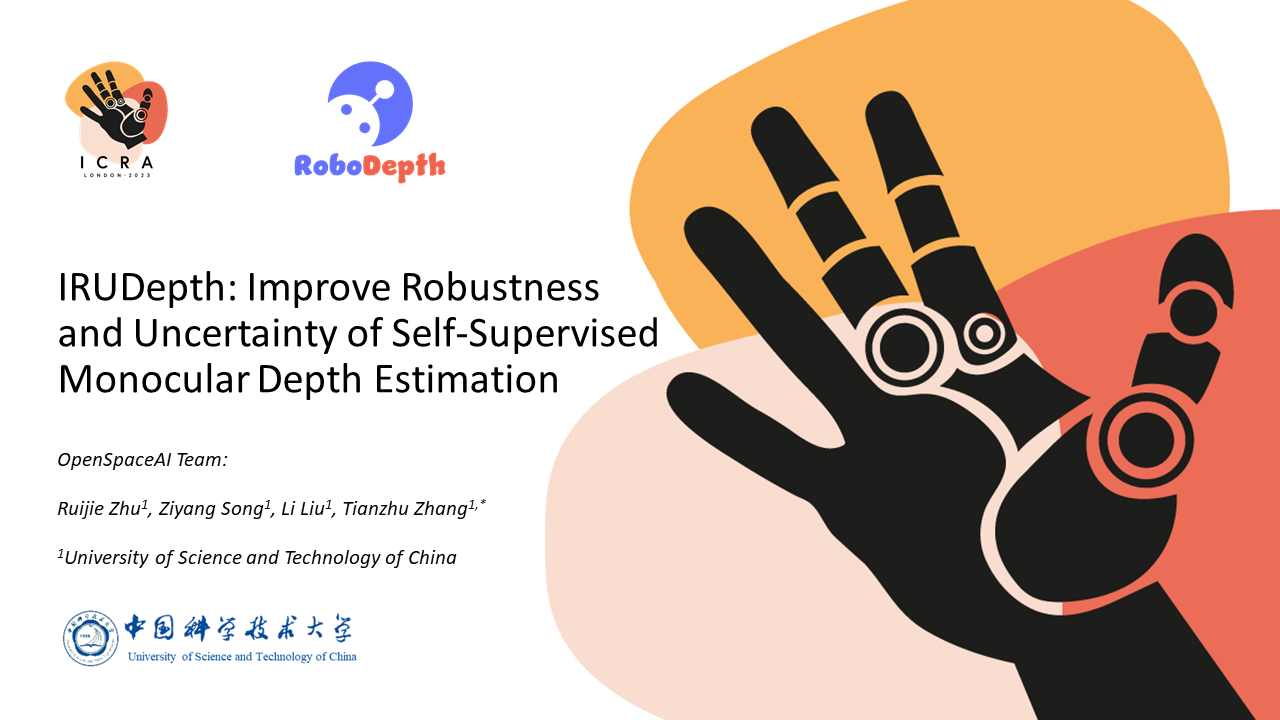 ICRA
LONDON·2023
RoboDepth
IRUDepth: Improve Robustness
and Uncertainty of Self-Supervised
Monocular Depth Estimation
OpenSpaceAI Team:
Ruijie Zhu1, Ziyang Song1, Li Liu1, Tianzhu Zhang1,*
1University of Science and Technology of China
中国科学技术大学
University of Science and Technology of China